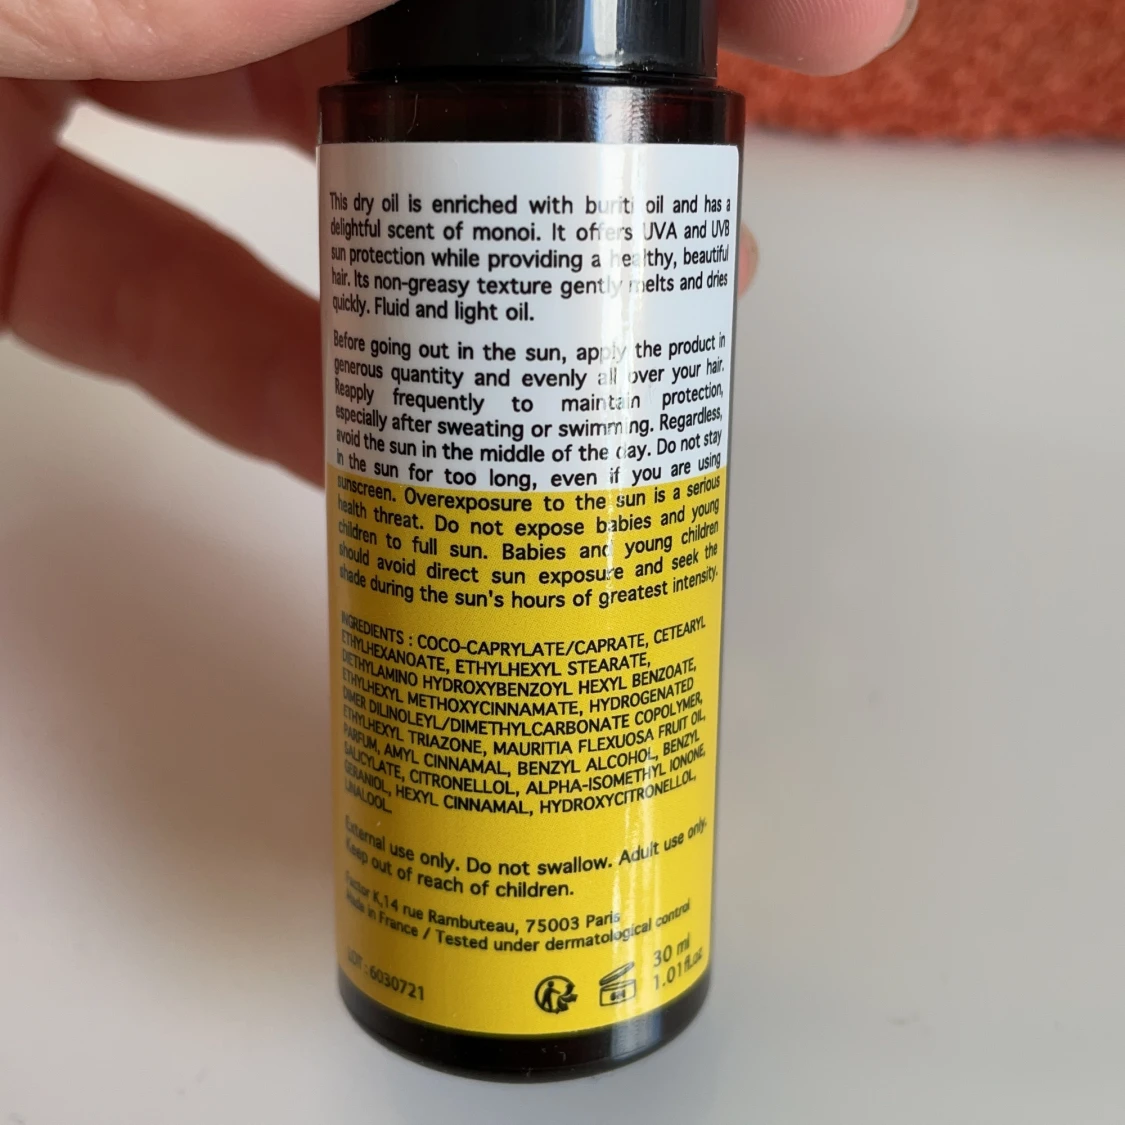 This dry oil is enriched with buriti oil and has a
delightful scent of monoi. It offers UVA and UVB
sun protection while providing a healthy, beautiful
hair. Its non-greasy texture gently melts and dries
quickly. Fluid and light oil.
Before going out in the sun, apply the product in
generous quantity and evenly all over your hair.
Reapply frequently to maintain protection,
especially after sweating or swimming. Regardless,
avoid the sun in the middle of the day. Do not stay
in the sun for too long, even if you are using
sunscreen. Overexposure to the sun is a serious
health threat. Do not expose babies and young
children to full sun. Babies and young children
should avoid direct sun exposure and seek the
shade during the sun's hours of greatest intensity.
INGREDIENTS : COCO-CAPRYLATE/CAPRATE, CETEARYL
ETHYLHEXANOATE, ETHYLHEXYL STEARATE,
DIETHYLAMINO HYDROXYBENZOYL HEXYL BENZOATE,
ETHYLHEXYL METHOXYCINNAMATE, HYDROGENATED
DIMER DILINOLEYL/DIMETHYLCARBONATE COPOLYMER,
ETHYLHEXYL TRIAZONE, MAURITIA FLEXUOSA FRUIT OIL,
PARFUM, AMYL CINNAMAL, BENZYL ALCOHOL, BENZYL
SALICYLATE, CITRONELLOL, ALPHA-ISOMETHYL IONONE,
GERANIOL, HEXYL CINNAMAL, HYDROXYCITRONELLOL,
LINALOOL.
External use only. Do not swallow. Adult use only.
Keep out of reach of children.
Factor K,14 rue Rambuteau, 75003 Paris
Made in France / Tested under dermatological control
LOT : 6030721
30 ml
1.01fl.oz